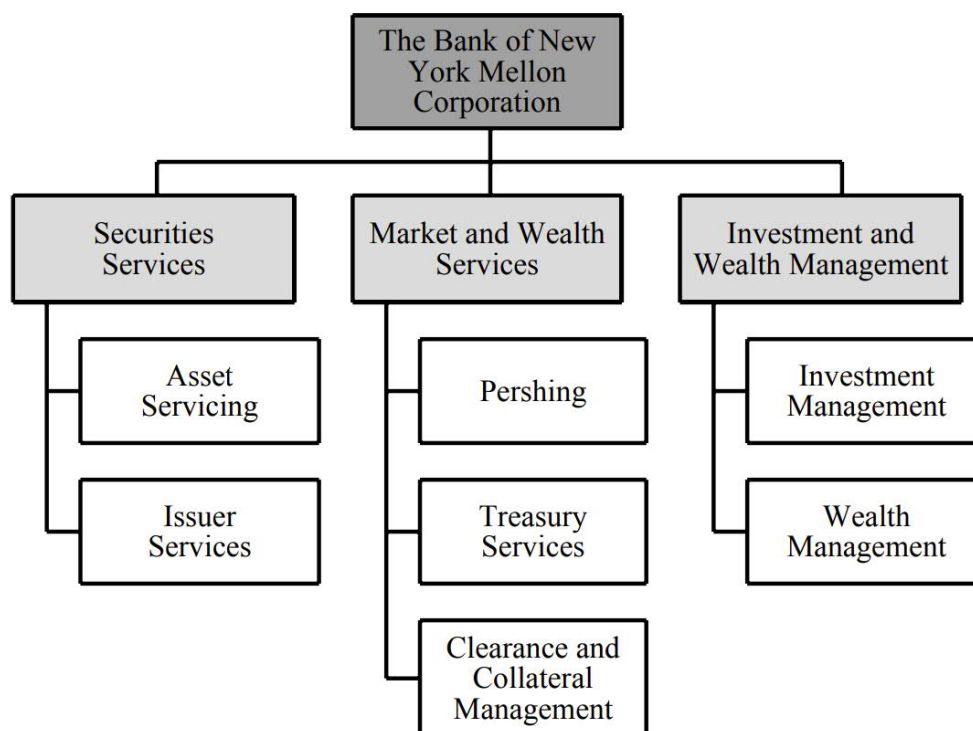 The Bank of New
York Mellon
Corporation
Securities
Services
Market and Wealth
Services
Investment and
Wealth Management
Asset
Servicing
Pershing
Investment
Management
Issuer
Services
Treasury
Services
Wealth
Management
Clearance and
Collateral
Management